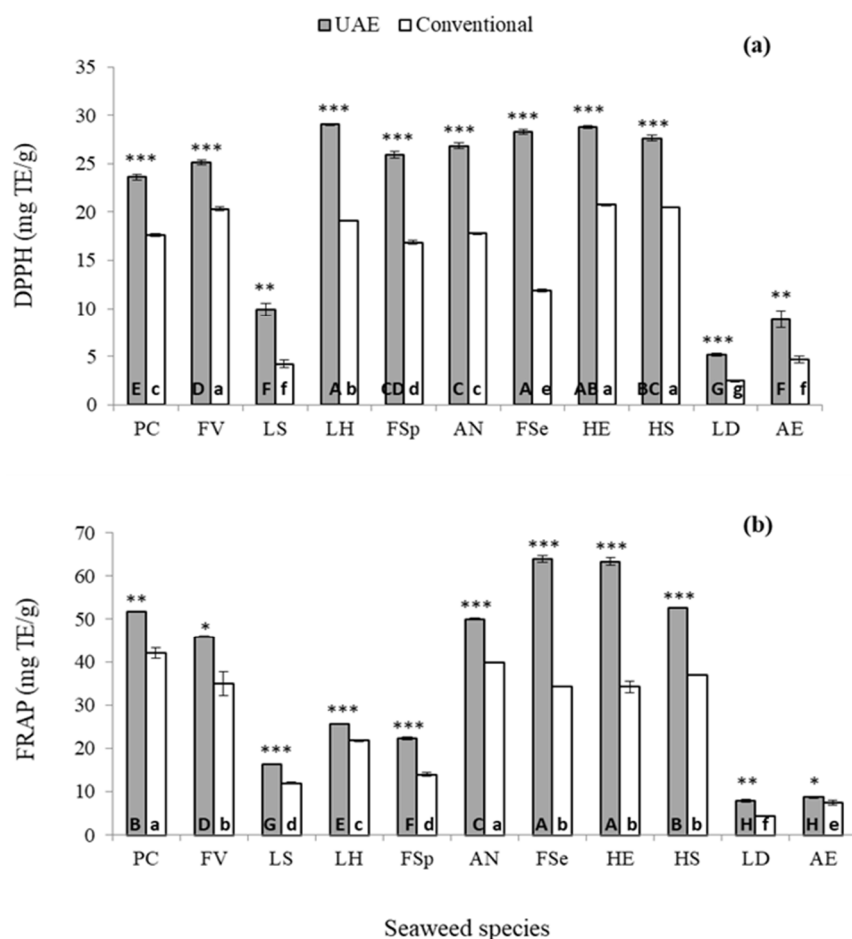 UAE Conventional
(a)
DPPH (mg TE/g)
35
30
25
20
15
10
5
0
*** *** ** *** *** *** *** *** *** *** **
E c D a F f A b CD d C c A e AB a BC a G g F f
PC FV LS LH FSp AN FSe HE HS LD AE
(b)
FRAP (mg TE/g)
70
60
50
40
30
20
10
0
** * *** *** *** *** *** *** *** ** *
B a D b G d E c F d C a A b A b B b H f H e
PC FV LS LH FSp AN FSe HE HS LD AE
Seaweed species